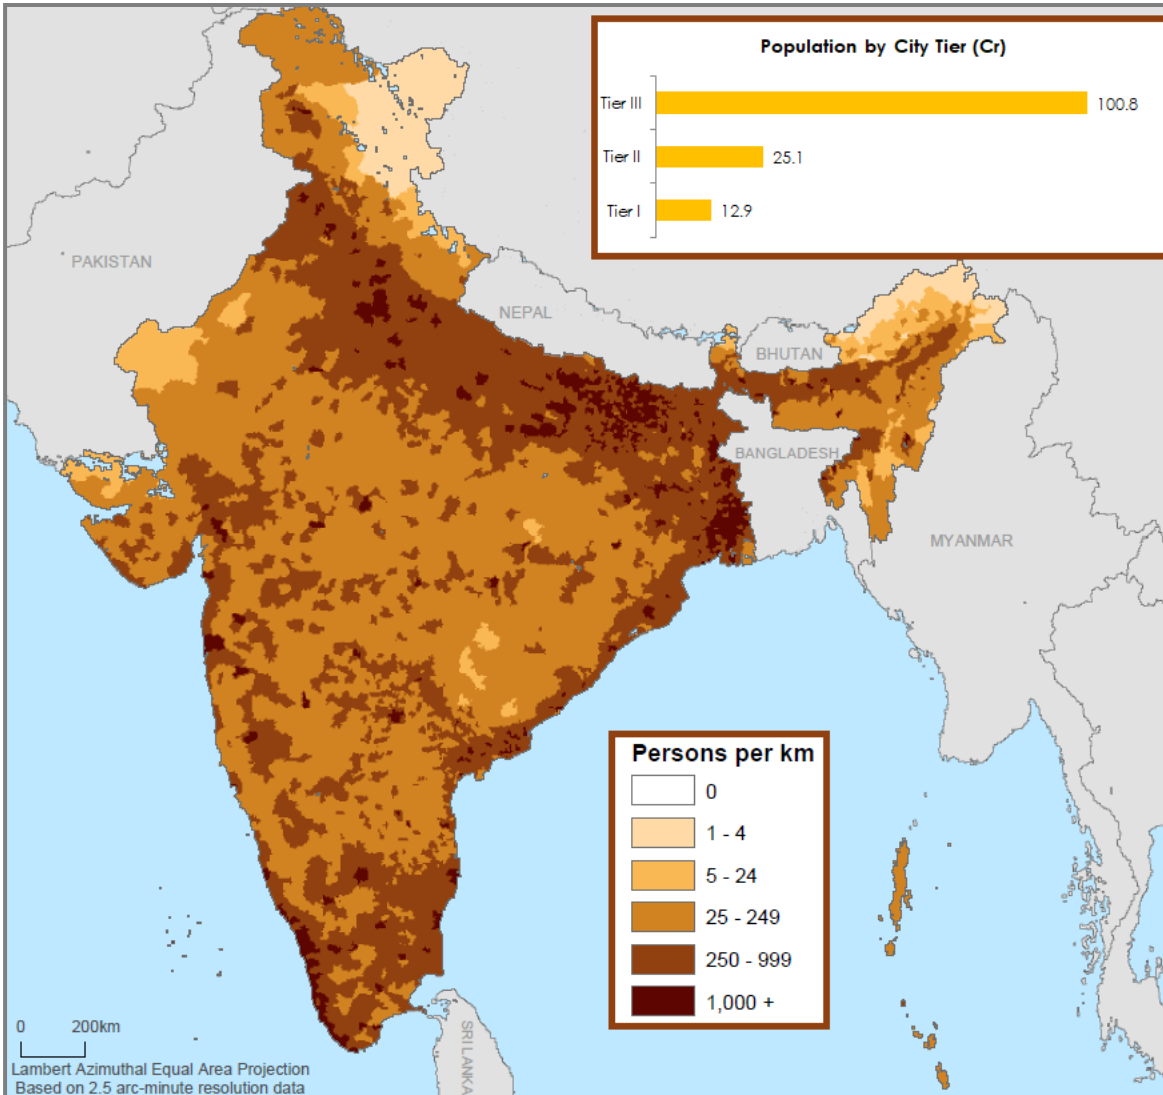 Population by City Tier (Cr)
Tier III
100.8
Tier II
25.1
Tier I
12.9
PAKISTAN
NEPAL
BHUTAN
BANGLADESH
MYANMAR
Persons per km
0
1 - 4
5 - 24
25 - 249
250 - 999
1,000 +
0 200km
SRI LANKA
Lambert Azimuthal Equal Area Projection
Based on 2.5 arc-minute resolution data